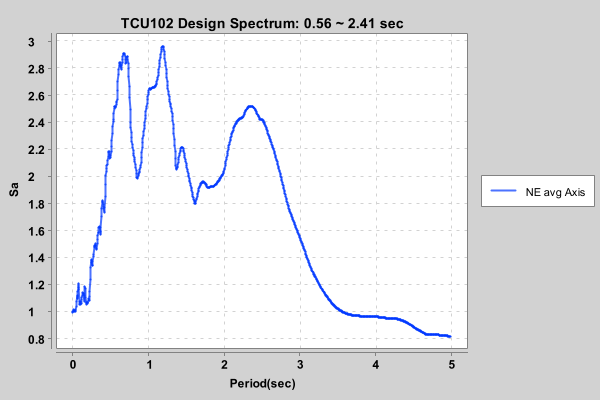 TCU102 Design Spectrum: 0.56 ~ 2.41 sec
3
2.8
2.6
2.4
2.2
2
1.8
1.6
1.4
1.2
1
0.8
Sa
0 1 2 3 4 5
Period(sec)
NE avg Axis